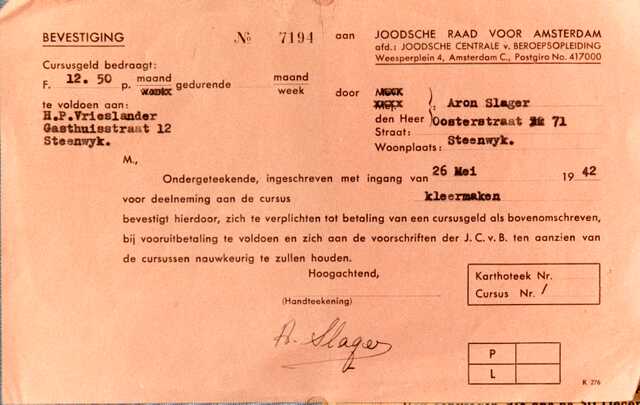 BEVESTIGING № 7194 aan JOODSCHE RAAD VOOR AMSTERDAM
afd.: JOODSCHE CENTRALE v. BEROEPSOPLEIDING
Weesperplein 4, Amsterdam C., Postgiro No. 417000
Cursusgeld bedraagt:
F. 12.50 p. maand week gedurende maand week door Mevr. Mej. den Heer : Aron Slager
Straat: Oosterstraat 71
Woonplaats: Steenwyk.
te voldoen aan:
H.P.Vrieslander
Gasthuisstraat 12
Steenwyk.
M.,
Ondergeteekende, ingeschreven met ingang van 26 Mei 1942
voor deelneming aan de cursus kleermaken
bevestigt hierdoor, zich te verplichten tot betaling van een cursusgeld als bovenomschreven,
bij vooruitbetaling te voldoen en zich aan de voorschriften der J.C.v.B. ten aanzien van
de cursussen nauwkeurig te zullen houden.
Hoogachtend,
(Handteekening)
A. Slager
Karthoteek Nr.
Cursus Nr. /
P
L
K 276